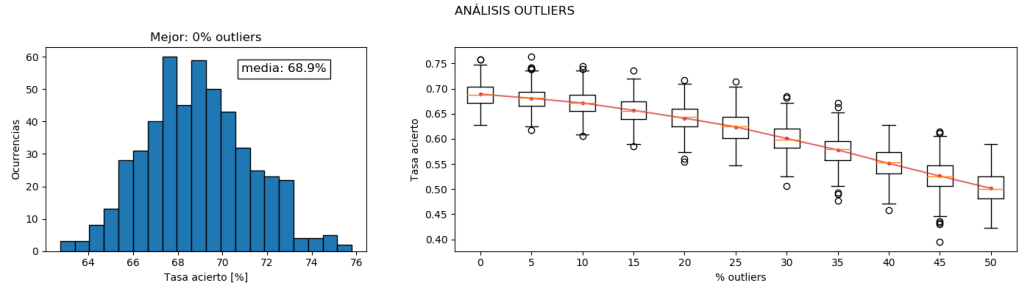 ANÁLISIS OUTLIERS
Mejor: 0% outliers
media: 68.9%
Ocurrencias
60
50
40
30
20
10
0
64 66 68 70 72 74 76
Tasa acierto [%]
Tasa acierto
0.75
0.70
0.65
0.60
0.55
0.50
0.45
0.40
0 5 10 15 20 25 30 35 40 45 50
% outliers